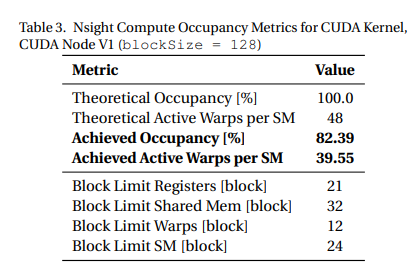 Table 3. Nsight Compute Occupancy Metrics for CUDA Kernel,
CUDA Node V1 (blockSize = 128)
Metric Value
Theoretical Occupancy [%] 100.0
Theoretical Active Warps per SM 48
Achieved Occupancy [%] 82.39
Achieved Active Warps per SM 39.55
Block Limit Registers [block] 21
Block Limit Shared Mem [block] 32
Block Limit Warps [block] 12
Block Limit SM [block] 24